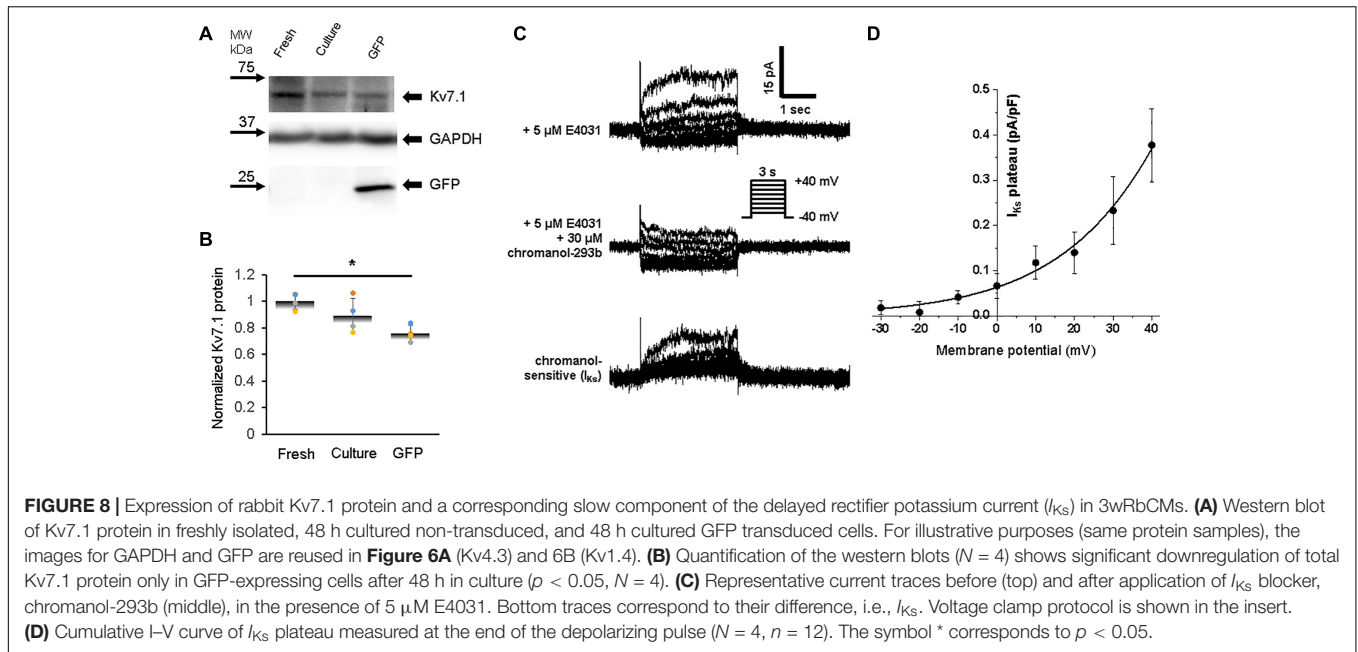 A
MW
kDa
Fresh
Culture
GFP
75
Kv7.1
37
GAPDH
25
GFP
B
*
Normalized Kv7.1 protein
1.2
1
0.8
0.6
0.4
0.2
0
Fresh
Culture
GFP
C
15 pA
1 sec
+ 5 µM E4031
3 s
+40 mV
-40 mV
+ 5 µM E4031
+ 30 µM
chromanol-293b
chromanol-
sensitive (IKs)
D
IKs plateau (pA/pF)
0.5
0.4
0.3
0.2
0.1
0.0
-30
-20
-10
0
10
20
30
40
Membrane potential (mV)
FIGURE 8 | Expression of rabbit Kv7.1 protein and a corresponding slow component of the delayed rectifier potassium current (IKs) in 3wRbCMs. (A) Western blot
of Kv7.1 protein in freshly isolated, 48 h cultured non-transduced, and 48 h cultured GFP transduced cells. For illustrative purposes (same protein samples), the
images for GAPDH and GFP are reused in Figure 6A (Kv4.3) and 6B (Kv1.4). (B) Quantification of the western blots (N = 4) shows significant downregulation of total
Kv7.1 protein only in GFP-expressing cells after 48 h in culture (p < 0.05, N = 4). (C) Representative current traces before (top) and after application of IKs blocker,
chromanol-293b (middle), in the presence of 5 µM E4031. Bottom traces correspond to their difference, i.e., IKs. Voltage clamp protocol is shown in the insert.
(D) Cumulative I–V curve of IKs plateau measured at the end of the depolarizing pulse (N = 4, n = 12). The symbol * corresponds to p < 0.05.